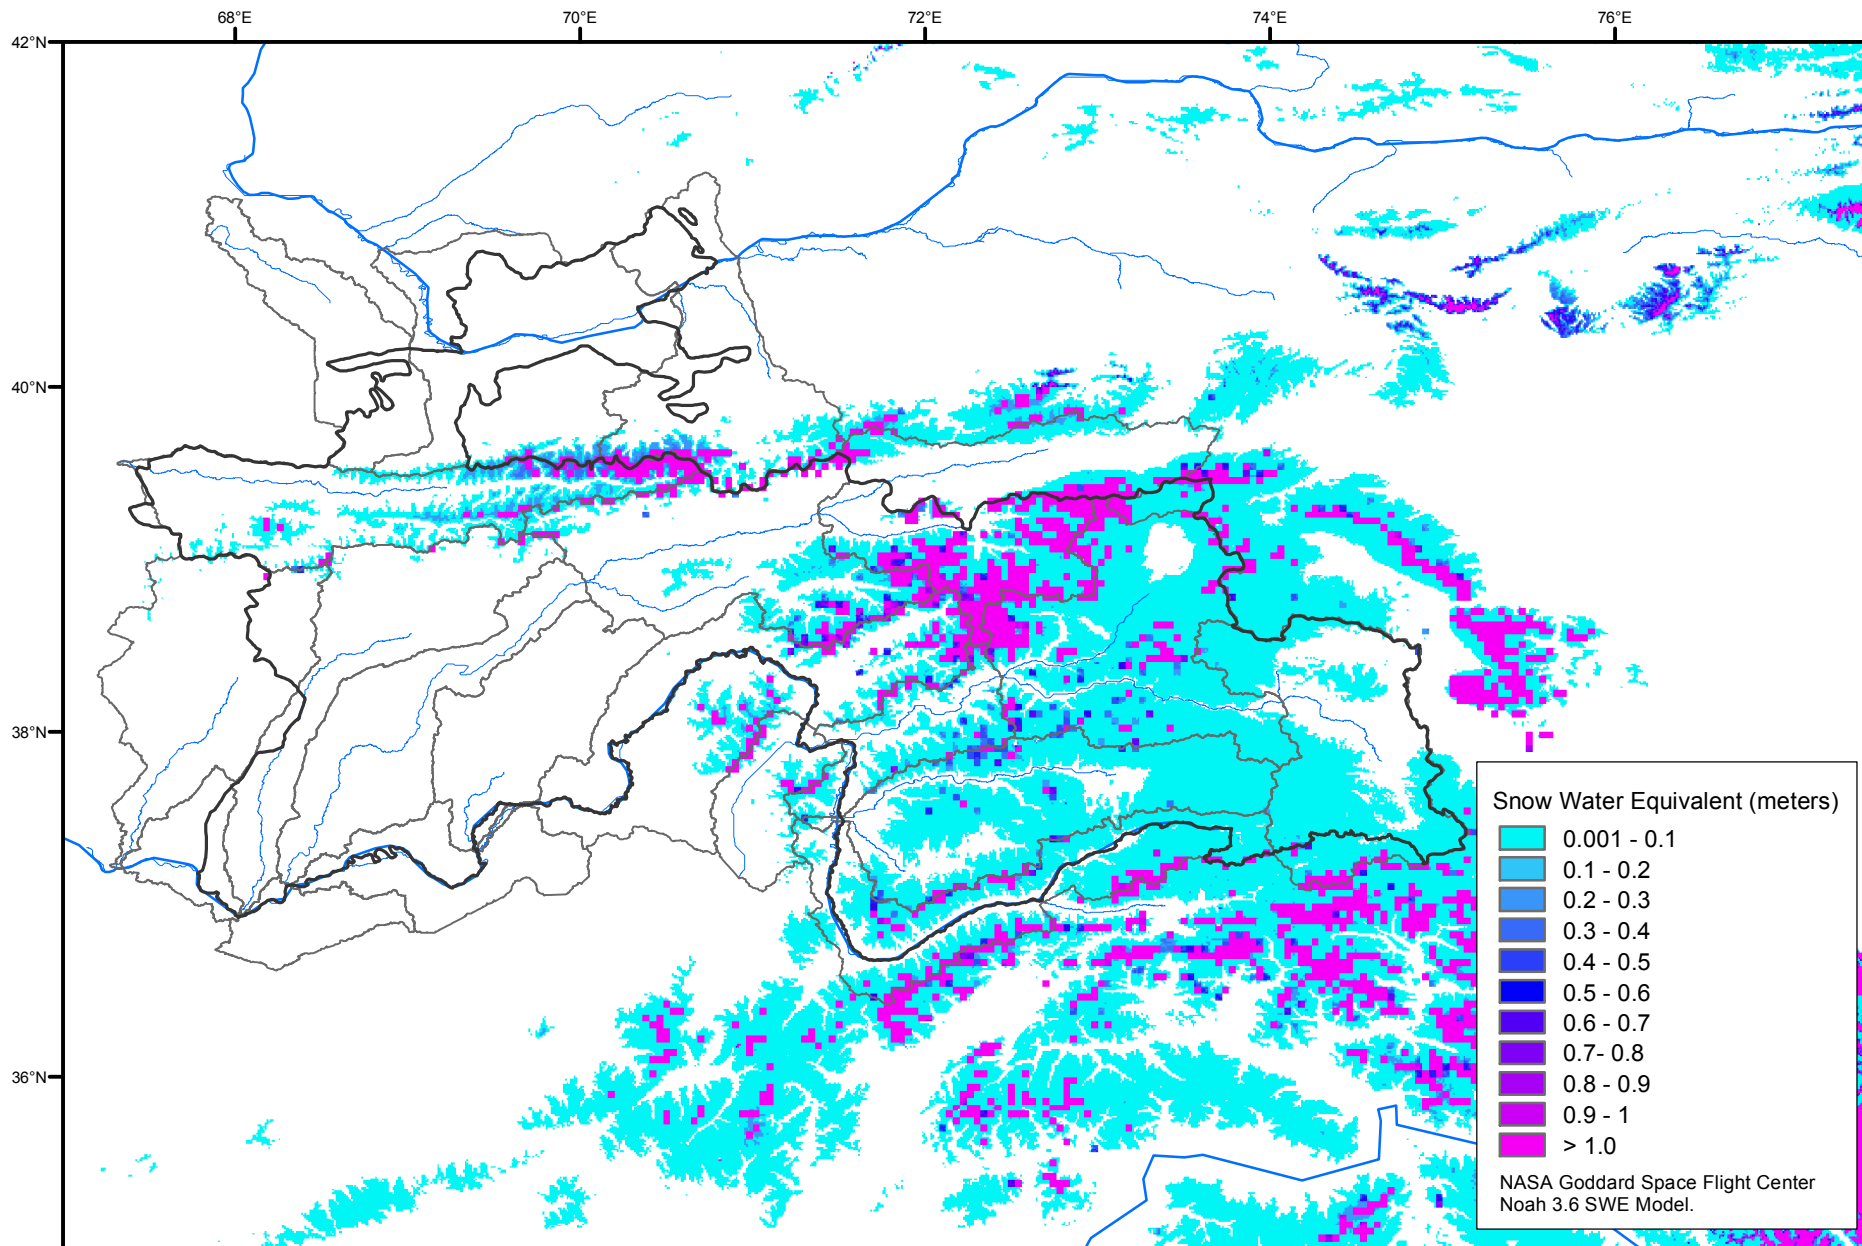 68°E
70°E
72°E
74°E
76°E
42°N
40°N
38°N
36°N
Snow Water Equivalent (meters)
0.001 - 0.1
0.1 - 0.2
0.2 - 0.3
0.3 - 0.4
0.4 - 0.5
0.5 - 0.6
0.6 - 0.7
0.7- 0.8
0.8 - 0.9
0.9 - 1
> 1.0
NASA Goddard Space Flight Center
Noah 3.6 SWE Model.